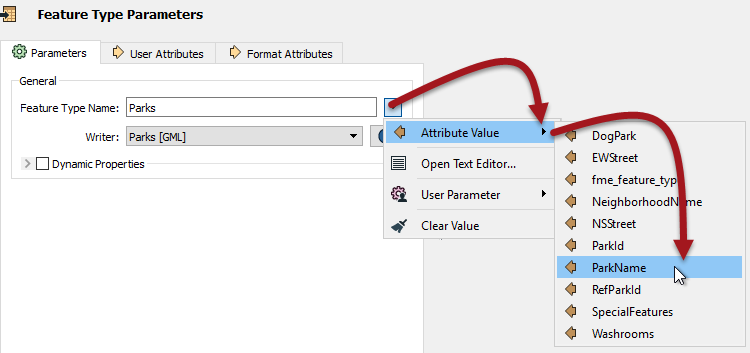 Feature Type Parameters
Parameters
User Attributes
Format Attributes
General
Feature Type Name: Parks
Writer: Parks [GML]
Dynamic Properties
Attribute Value
Open Text Editor...
User Parameter
Clear Value
DogPark
EWStreet
fme_feature_type
NeighborhoodName
NSStreet
ParkId
ParkName
RefParkId
SpecialFeatures
Washrooms